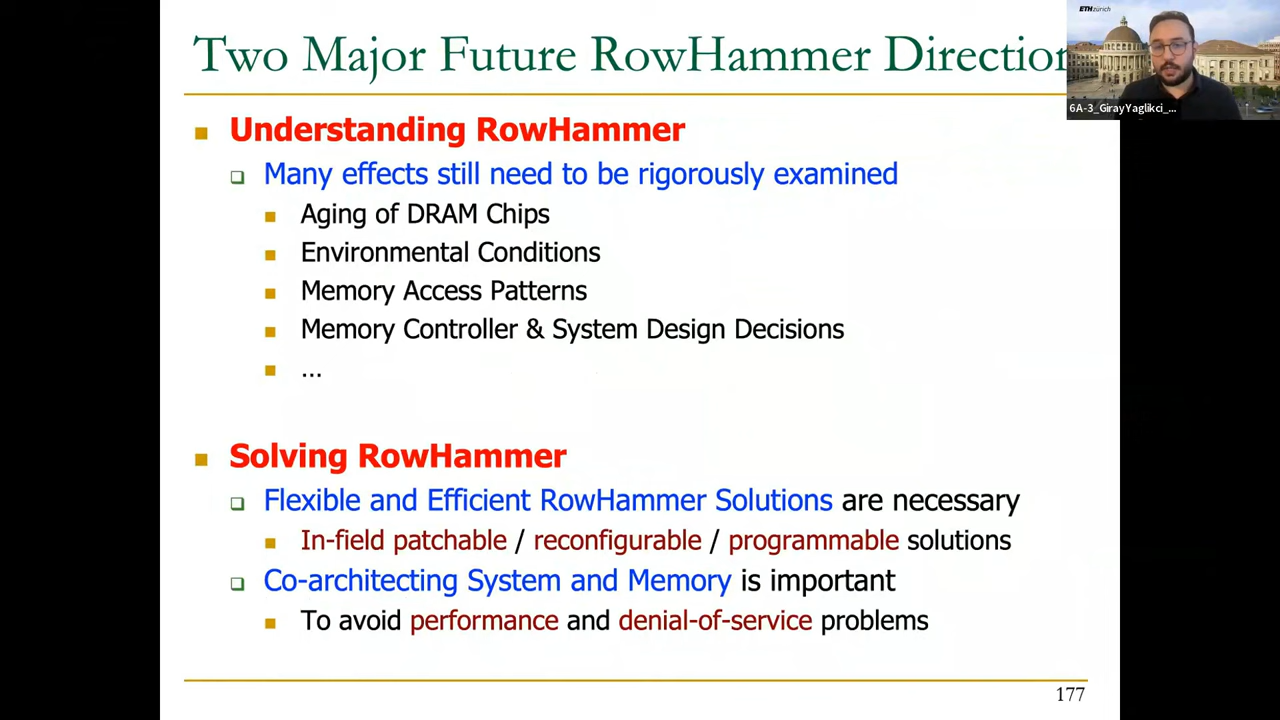 Two Major Future RowHammer Direction
ETH zürich
6A-3_GirayYaglikci_...
Understanding RowHammer
Many effects still need to be rigorously examined
Aging of DRAM Chips
Environmental Conditions
Memory Access Patterns
Memory Controller & System Design Decisions
...
Solving RowHammer
Flexible and Efficient RowHammer Solutions are necessary
In-field patchable / reconfigurable / programmable solutions
Co-architecting System and Memory is important
To avoid performance and denial-of-service problems
177